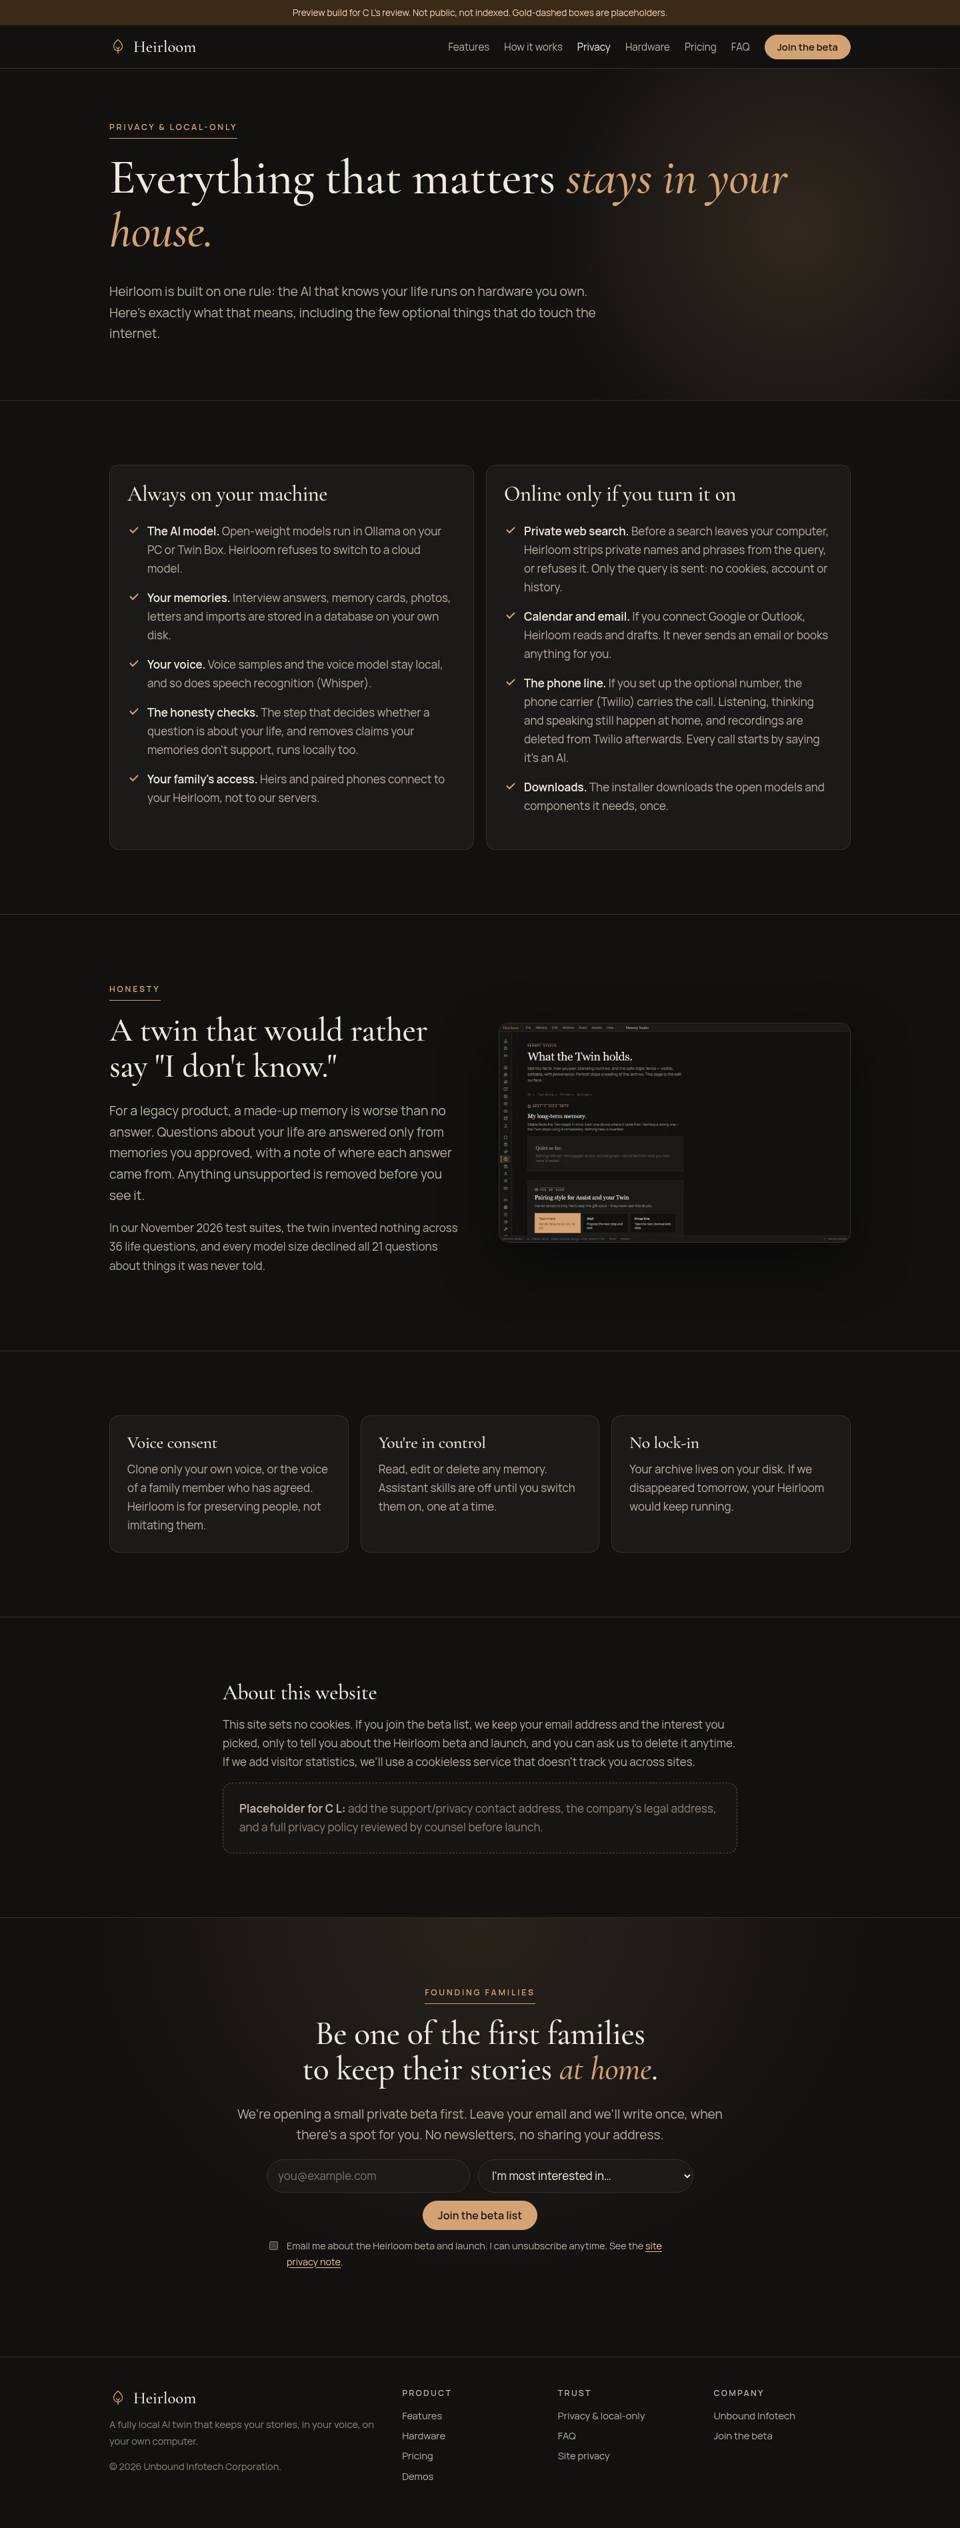 Preview build for C L's review. Not public, not indexed. Gold-dashed boxes are placeholders.
Heirloom
Features How it works Privacy Hardware Pricing FAQ Join the beta
PRIVACY & LOCAL-ONLY
Everything that matters stays in your
house.
Heirloom is built on one rule: the AI that knows your life runs on hardware you own.
Here's exactly what that means, including the few optional things that do touch the
internet.
Always on your machine
The AI model. Open-weight models run in Ollama on your
PC or Twin Box. Heirloom refuses to switch to a cloud
model.
Your memories. Interview answers, memory cards, photos,
letters and imports are stored in a database on your own
disk.
Your voice. Voice samples and the voice model stay local,
and so does speech recognition (Whisper).
The honesty checks. The step that decides whether a
question is about your life, and removes claims your
memories don't support, runs locally too.
Your family's access. Heirs and paired phones connect to
your Heirloom, not to our servers.
Online only if you turn it on
Private web search. Before a search leaves your computer,
Heirloom strips private names and phrases from the query,
or refuses it. Only the query is sent: no cookies, account or
history.
Calendar and email. If you connect Google or Outlook,
Heirloom reads and drafts. It never sends an email or books
anything for you.
The phone line. If you set up the optional number, the
phone carrier (Twilio) carries the call. Listening, thinking
and speaking still happen at home, and recordings are
deleted from Twilio afterwards. Every call starts by saying
it's an AI.
Downloads. The installer downloads the open models and
components it needs, once.
HONESTY
A twin that would rather
say "I don't know."
For a legacy product, a made-up memory is worse than no
answer. Questions about your life are answered only from
memories you approved, with a note of where each answer
came from. Anything unsupported is removed before you
see it.
In our November 2026 test suites, the twin invented nothing across
36 life questions, and every model size declined all 21 questions
about things it was never told.
Heirloom
What the Twin holds.
My long-term memory.
Quiet so far.
Pairing style for Assist and your Twin
Voice consent
Clone only your own voice, or the voice
of a family member who has agreed.
Heirloom is for preserving people, not
imitating them.
You're in control
Read, edit or delete any memory.
Assistant skills are off until you switch
them on, one at a time.
No lock-in
Your archive lives on your disk. If we
disappeared tomorrow, your Heirloom
would keep running.
About this website
This site sets no cookies. If you join the beta list, we keep your email address and the interest you
picked, only to tell you about the Heirloom beta and launch, and you can ask us to delete it anytime.
If we add visitor statistics, we'll use a cookieless service that doesn't track you across sites.
Placeholder for C L: add the support/privacy contact address, the company's legal address,
and a full privacy policy reviewed by counsel before launch.
FOUNDING FAMILIES
Be one of the first families
to keep their stories at home.
We're opening a small private beta first. Leave your email and we'll write once, when
there's a spot for you. No newsletters, no sharing your address.
you@example.com
I'm most interested in…
Join the beta list
Email me about the Heirloom beta and launch. I can unsubscribe anytime. See the site
privacy note.
Heirloom
A fully local AI twin that keeps your stories, in your voice, on
your own computer.
© 2026 Unbound Infotech Corporation.
PRODUCT
Features
Hardware
Pricing
Demos
TRUST
Privacy & local-only
FAQ
Site privacy
COMPANY
Unbound Infotech
Join the beta